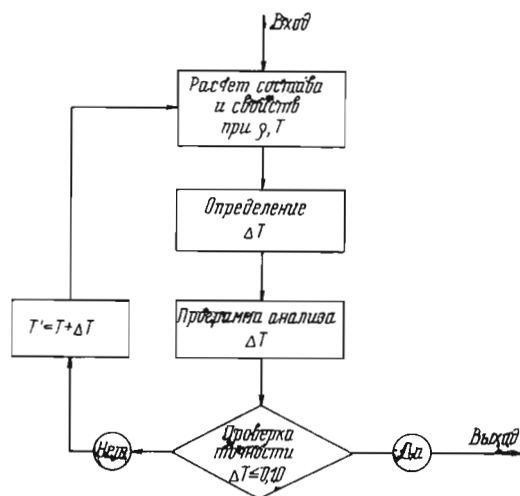 Вход
Расчет состава
и свойств
при ρ, T
Определение
ΔT
Программа анализа
ΔT
T' = T + ΔT
Проверка
точности
ΔT ≤ 0,10
Нет
Да
Выход